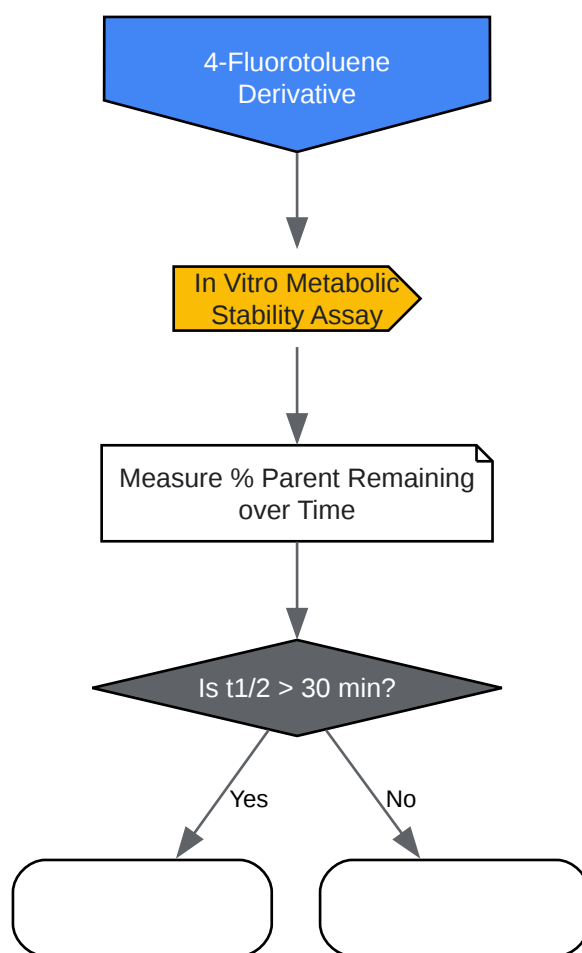 4-Fluorotoluene
Derivative
In Vitro Metabolic
Stability Assay
Measure % Parent Remaining
over Time
Is t1/2 > 30 min?
Yes
No